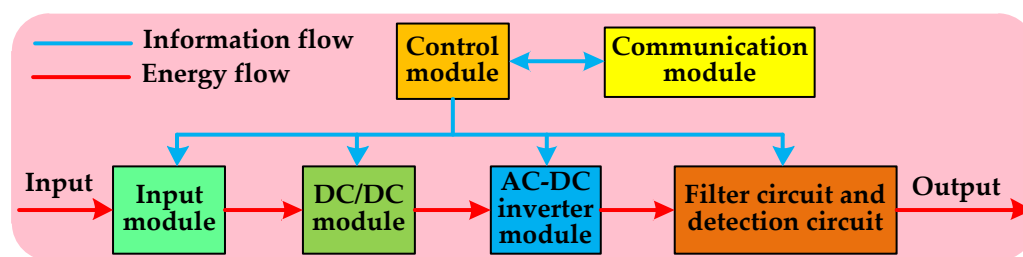 Information flow
Energy flow
Control
module
Communication
module
Input
Input
module
DC/DC
module
AC-DC
inverter
module
Filter circuit and
detection circuit
Output